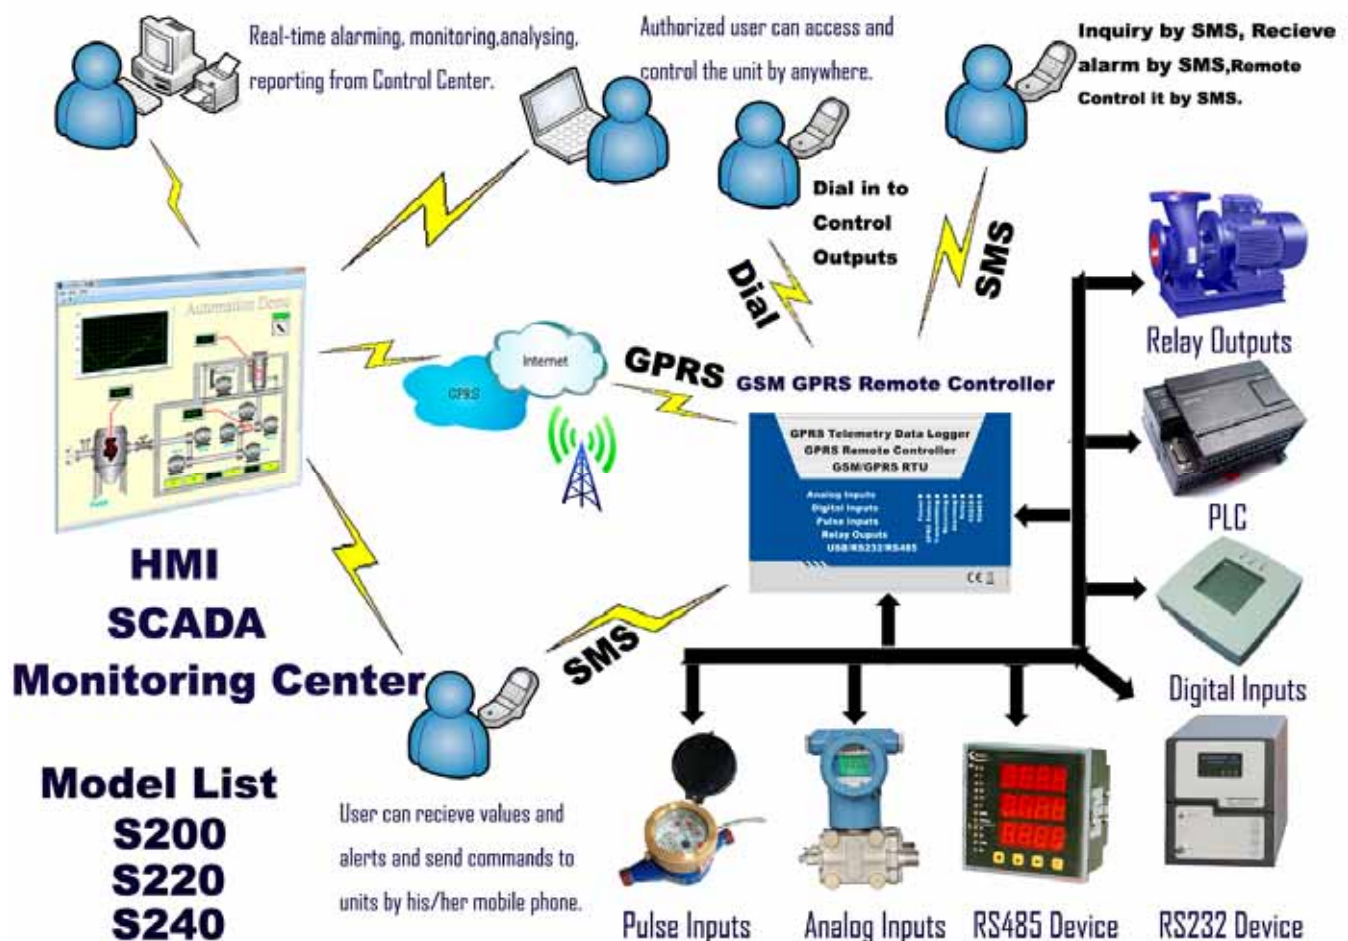 Real-time alarming, monitoring,analysing,
reporting from Control Center.
Authorized user can access and
control the unit by anywhere.
Inquiry by SMS, Recieve
alarm by SMS,Remote
Control it by SMS.
Dial in to
Control
Outputs
Dial
SMS
Automation Demo
Internet
GPRS
GPRS
GSM GPRS Remote Controller
Relay Outputs
GPRS Telemetry Data Logger
GPRS Remote Controller
GSM/GPRS RTU
Analog Inputs
Digital Inputs
Pulse Inputs
Relay Ouputs
USB/RS232/RS485
CE
PLC
HMI
SCADA
Monitoring Center
SMS
Digital Inputs
Model List
S200
S220
S240
User can recieve values and
alerts and send commands to
units by his/her mobile phone.
Pulse Inputs
Analog Inputs
RS485 Device
RS232 Device